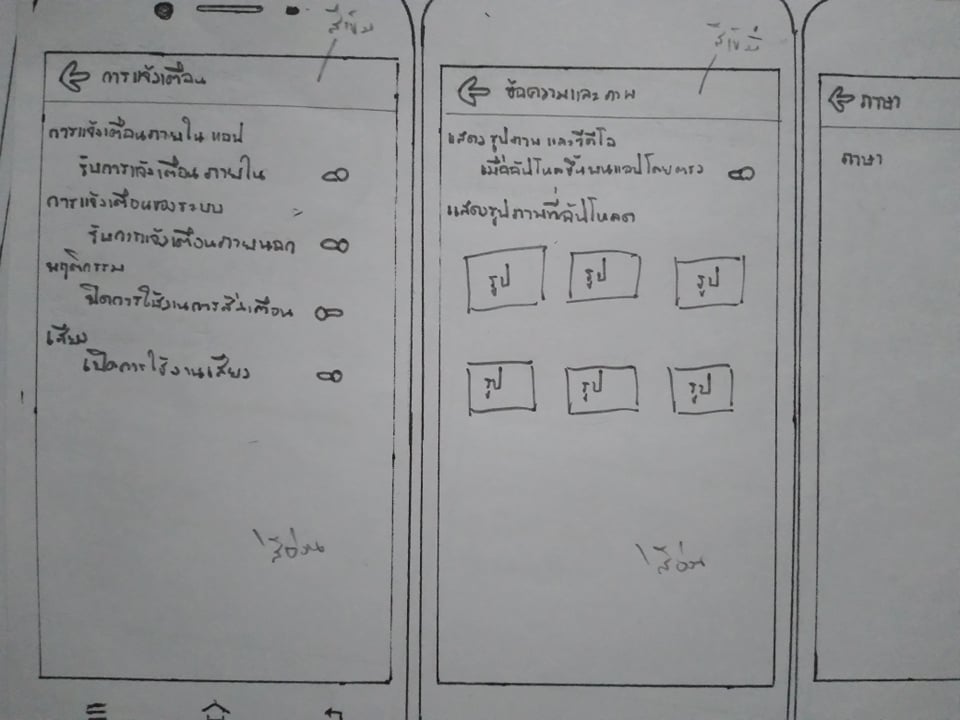 สีเข้ม
การแจ้งเตือน
การแจ้งเตือนภายใน แอป
รับการแจ้งเตือน ภายใน
การแจ้งเตือนของระบบ
รับการแจ้งเตือนภายนอก
พฤติกรรม
ปิดการใช้งานการสั่นเตือน
เสียง
เปิดการใช้งานเสียง
สีอ่อน
สีเข้ม
ข้อความและ ภาพ
แสดง รูปภาพ และวีดีโอ
เมื่ออัปโหลดขึ้นบนแอปโดยตรง
แสดงรูปภาพที่อัปโหลด
รูป รูป รูป
รูป รูป รูป
สีอ่อน
ภาษา
ภาษา